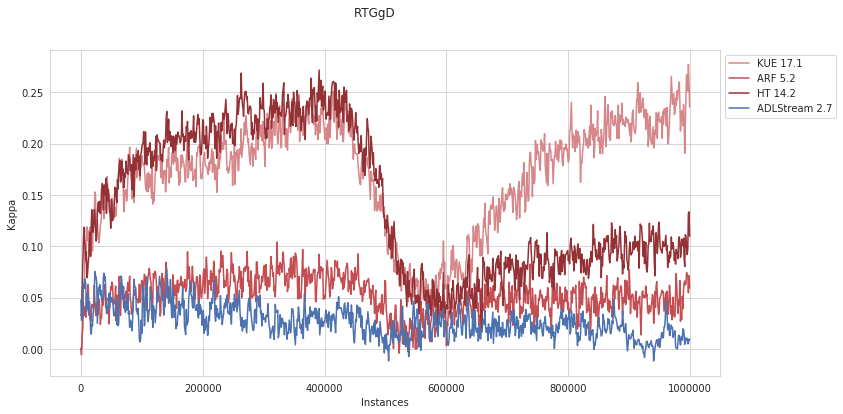 RTGgD
KUE 17.1
ARF 5.2
HT 14.2
ADLStream 2.7
0.25
0.20
0.15
0.10
0.05
0.00
Kappa
0 200000 400000 600000 800000 1000000
Instances